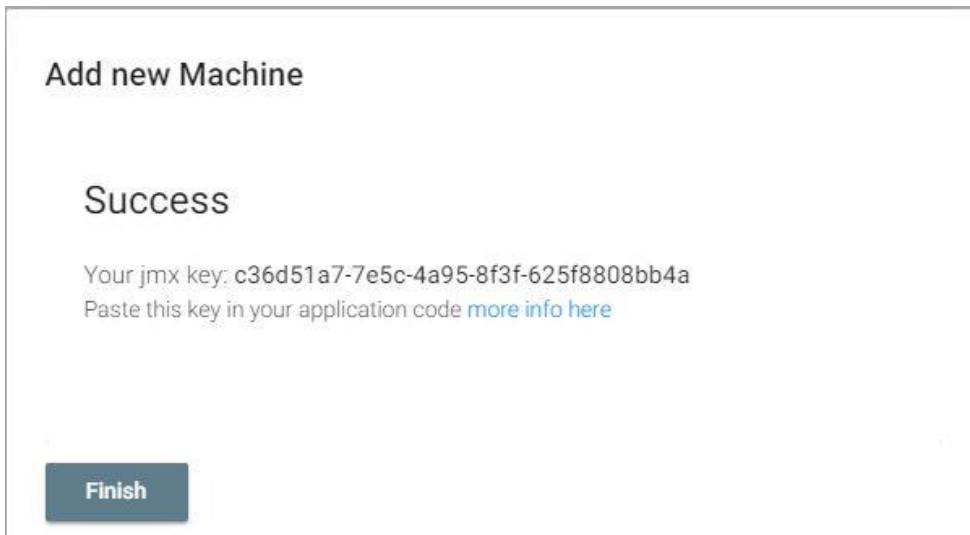 Add new Machine
Success
Your jmx key: c36d51a7-7e5c-4a95-8f3f-625f8808bb4a
Paste this key in your application code more info here
Finish